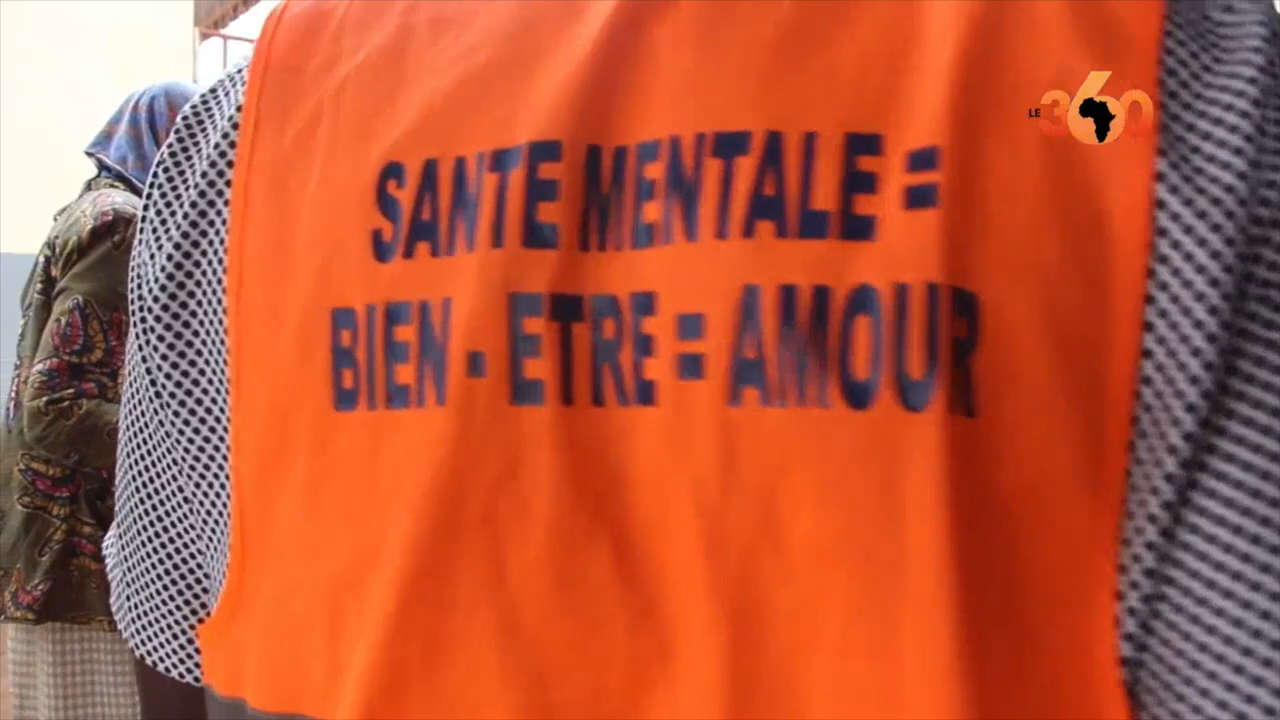 LE 360
SANTE MENTALE =
BIEN - ETRE = AMOUR